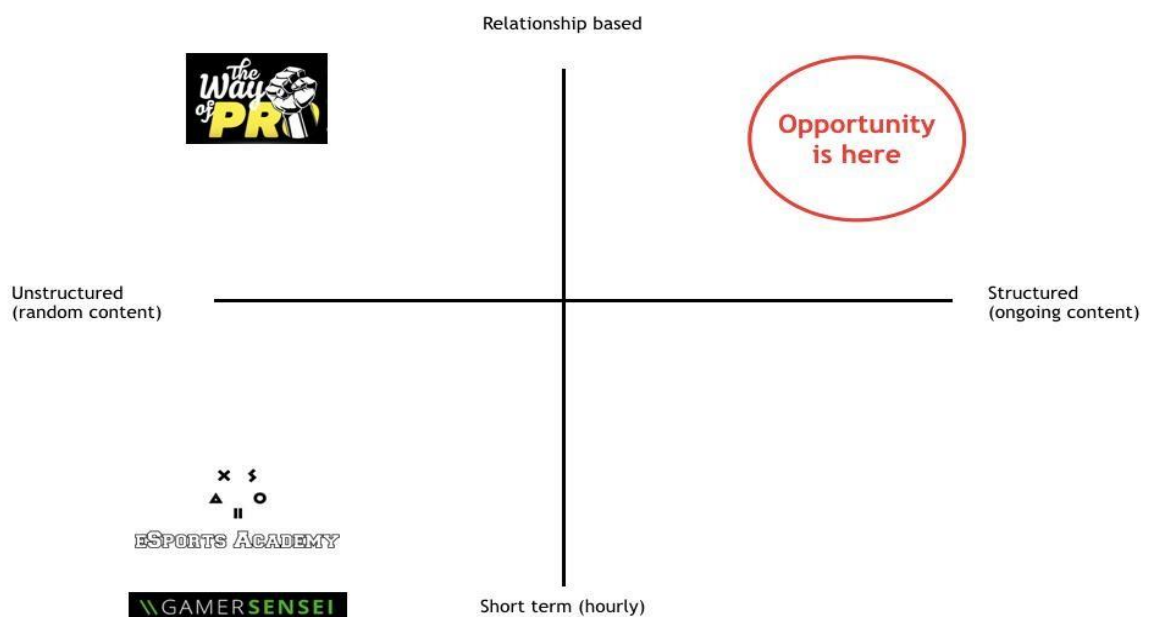 Relationship based
the
Way
of PRO
Opportunity
is here
Unstructured
(random content)
Structured
(ongoing content)
eSPORTS ACADEMY
\\GAMERSENSEI
Short term (hourly)